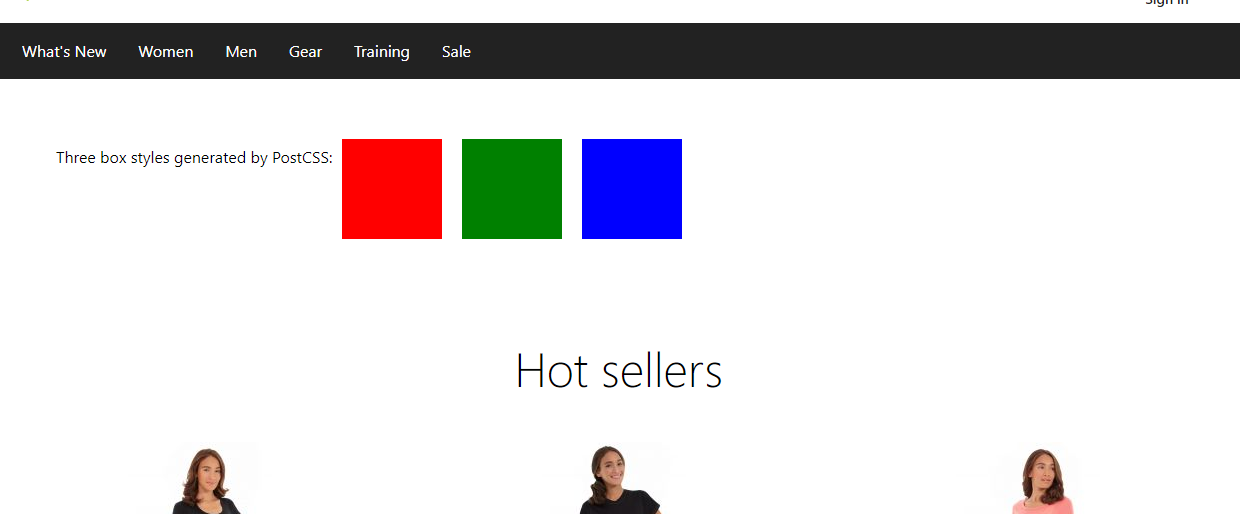 Sign In
What's New Women Men Gear Training Sale
Three box styles generated by PostCSS:
Hot sellers